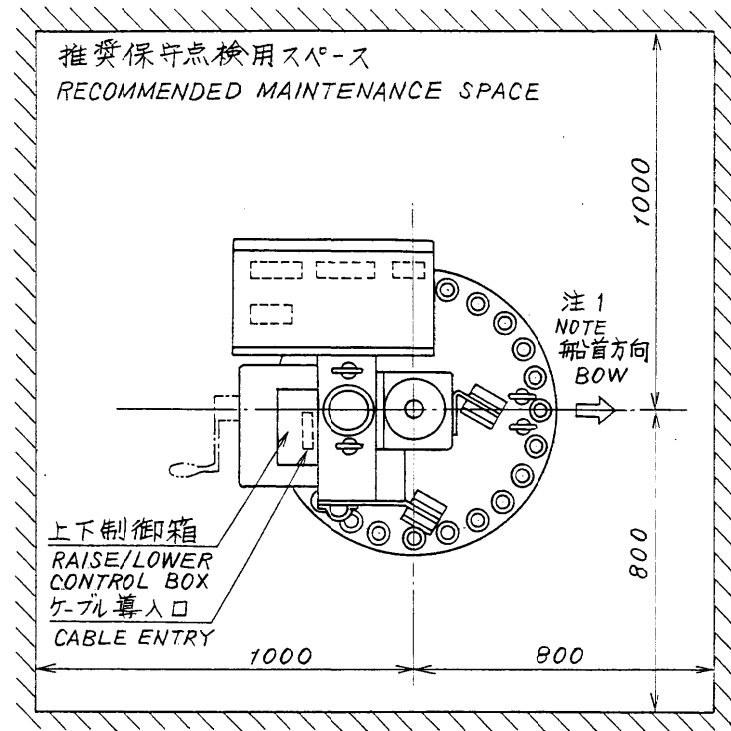 推奨保守点検用スペース
RECOMMENDED MAINTENANCE SPACE
1000
注1
NOTE
船首方向
BOW
上下制御箱
RAISE/LOWER
CONTROL BOX
ケーブル導入口
CABLE ENTRY
800
1000
800